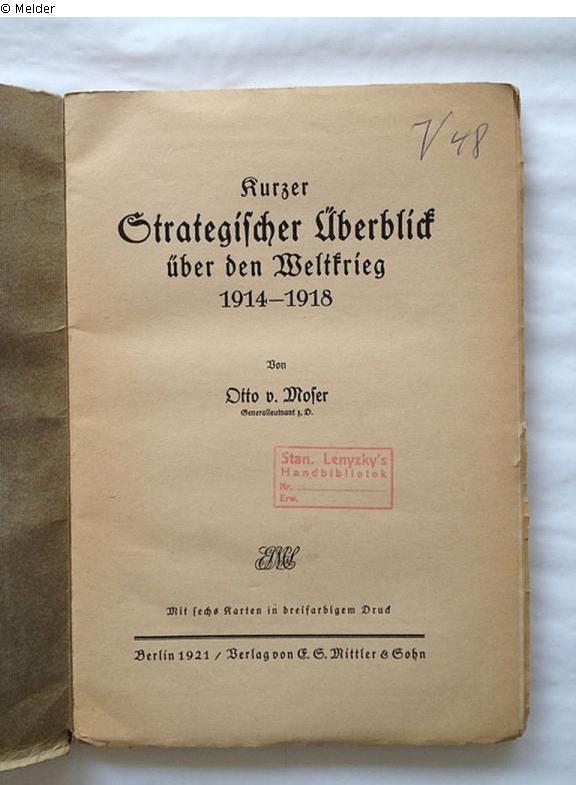 © Melder
V 48
Kurzer
Strategischer Überblick
über den Weltkrieg
1914–1918
Von
Otto v. Moser
Generalleutnant z. D.
Stan. Lenyzky's
Handbibliotek
Nr.
Erw.
Mit sechs Karten in dreifarbigem Druck
Berlin 1921 / Verlag von E. S. Mittler & Sohn